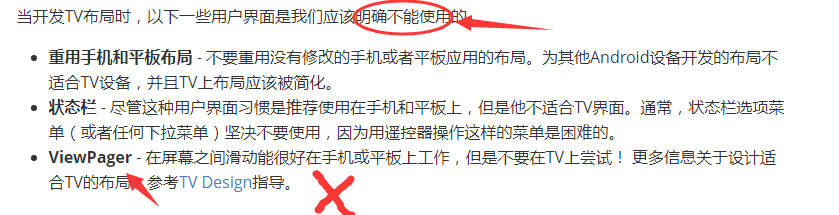 当开发TV布局时，以下一些用户界面是我们应该明确不能使用的
重用手机和平板布局 - 不要重用没有修改的手机或者平板应用的布局。为其他Android设备开发的布局不
适合TV设备，并且TV上布局应该被简化。
状态栏 - 尽管这种用户界面习惯是推荐使用在手机和平板上，但是他不适合TV界面。通常，状态栏选项菜
单（或者任何下拉菜单）坚决不要使用，因为用遥控器操作这样的菜单是困难的。
ViewPager - 在屏幕之间滑动能很好在手机或平板上工作，但是不要在TV上尝试！ 更多信息关于设计适
合TV的布局，参考TV Design指导。